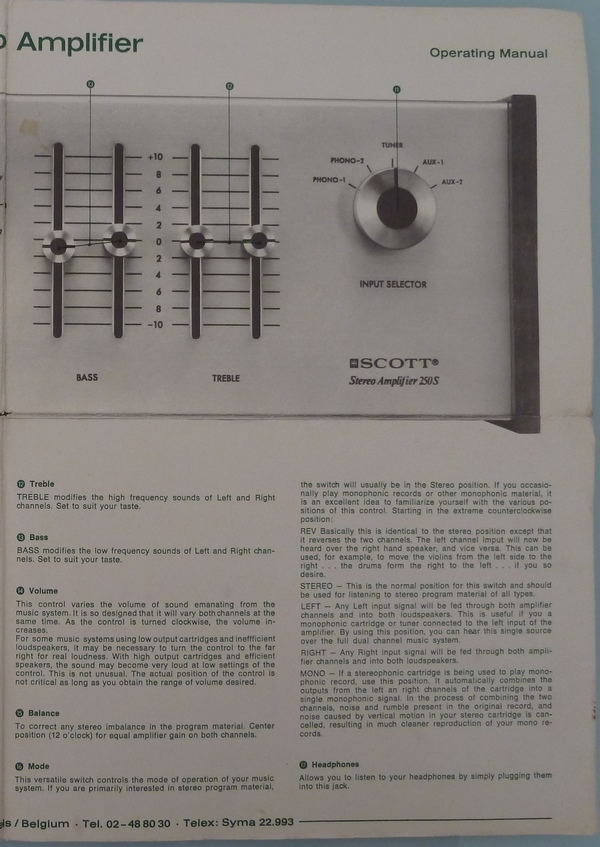 Amplifier
Operating Manual
13
12
11
+10
8
6
4
2
0
2
4
6
8
-10
BASS
TREBLE
TUNER
PHONO-2
AUX-1
PHONO-1
AUX-2
INPUT SELECTOR
SCOTT®
Stereo Amplifier 250S
12 Treble
TREBLE modifies the high frequency sounds of Left and Right
channels. Set to suit your taste.
13 Bass
BASS modifies the low frequency sounds of Left and Right chan-
nels. Set to suit your taste.
14 Volume
This control varies the volume of sound emanating from the
music system. It is so designed that it will vary both channels at the
same time. As the control is turned clockwise, the volume in-
creases.
For some music systems using low output cartridges and inefficient
loudspeakers, it may be necessary to turn the control to the far
right for real loudness. With high output cartridges and efficient
speakers, the sound may become very loud at low settings of the
control. This is not unusual. The actual position of the control is
not critical as long as you obtain the range of volume desired.
15 Balance
To correct any stereo imbalance in the program material. Center
position (12 o'clock) for equal amplifier gain on both channels.
16 Mode
This versatile switch controls the mode of operation of your music
system. If you are primarily interested in stereo program material,
the switch will usually be in the Stereo position. If you occasio-
nally play monophonic records or other monophonic material, it
is an excellent idea to familiarize yourself with the various po-
sitions of this control. Starting in the extreme counterclockwise
position:
REV Basically this is identical to the stereo position except that
it reverses the two channels. The left channel imput will now be
heard over the right hand speaker, and vice versa. This can be
used, for example, to move the violins from the left side to the
right . . . the drums form the right to the left . . . if you so
desire.
STEREO — This is the normal position for this switch and should
be used for listening to stereo program material of all types.
LEFT — Any Left input signal will be fed through both amplifier
channels and into both loudspeakers. This is useful if you a
monophonic cartridge or tuner connected to the left input of the
amplifier. By using this position, you can hear this single source
over the full dual channel music system.
RIGHT — Any Right input signal will be fed through both ampli-
fier channels and into both loudspeakers.
MONO — If a stereophonic cartridge is being used to play mono-
phonic record, use this position. It automatically combines the
outputs from the left an right channels of the cartridge into a
single monophonic signal. In the process of combining the two
channels, noise and rumble present in the original record, and
noise caused by vertical motion in your stereo cartridge is can-
celled, resulting in much cleaner reproduction of your mono re-
cords.
17 Headphones
Allows you to listen to your headphones by simply plugging them
into this jack.
/ Belgium · Tel. 02-48 80 30 · Telex: Syma 22.993